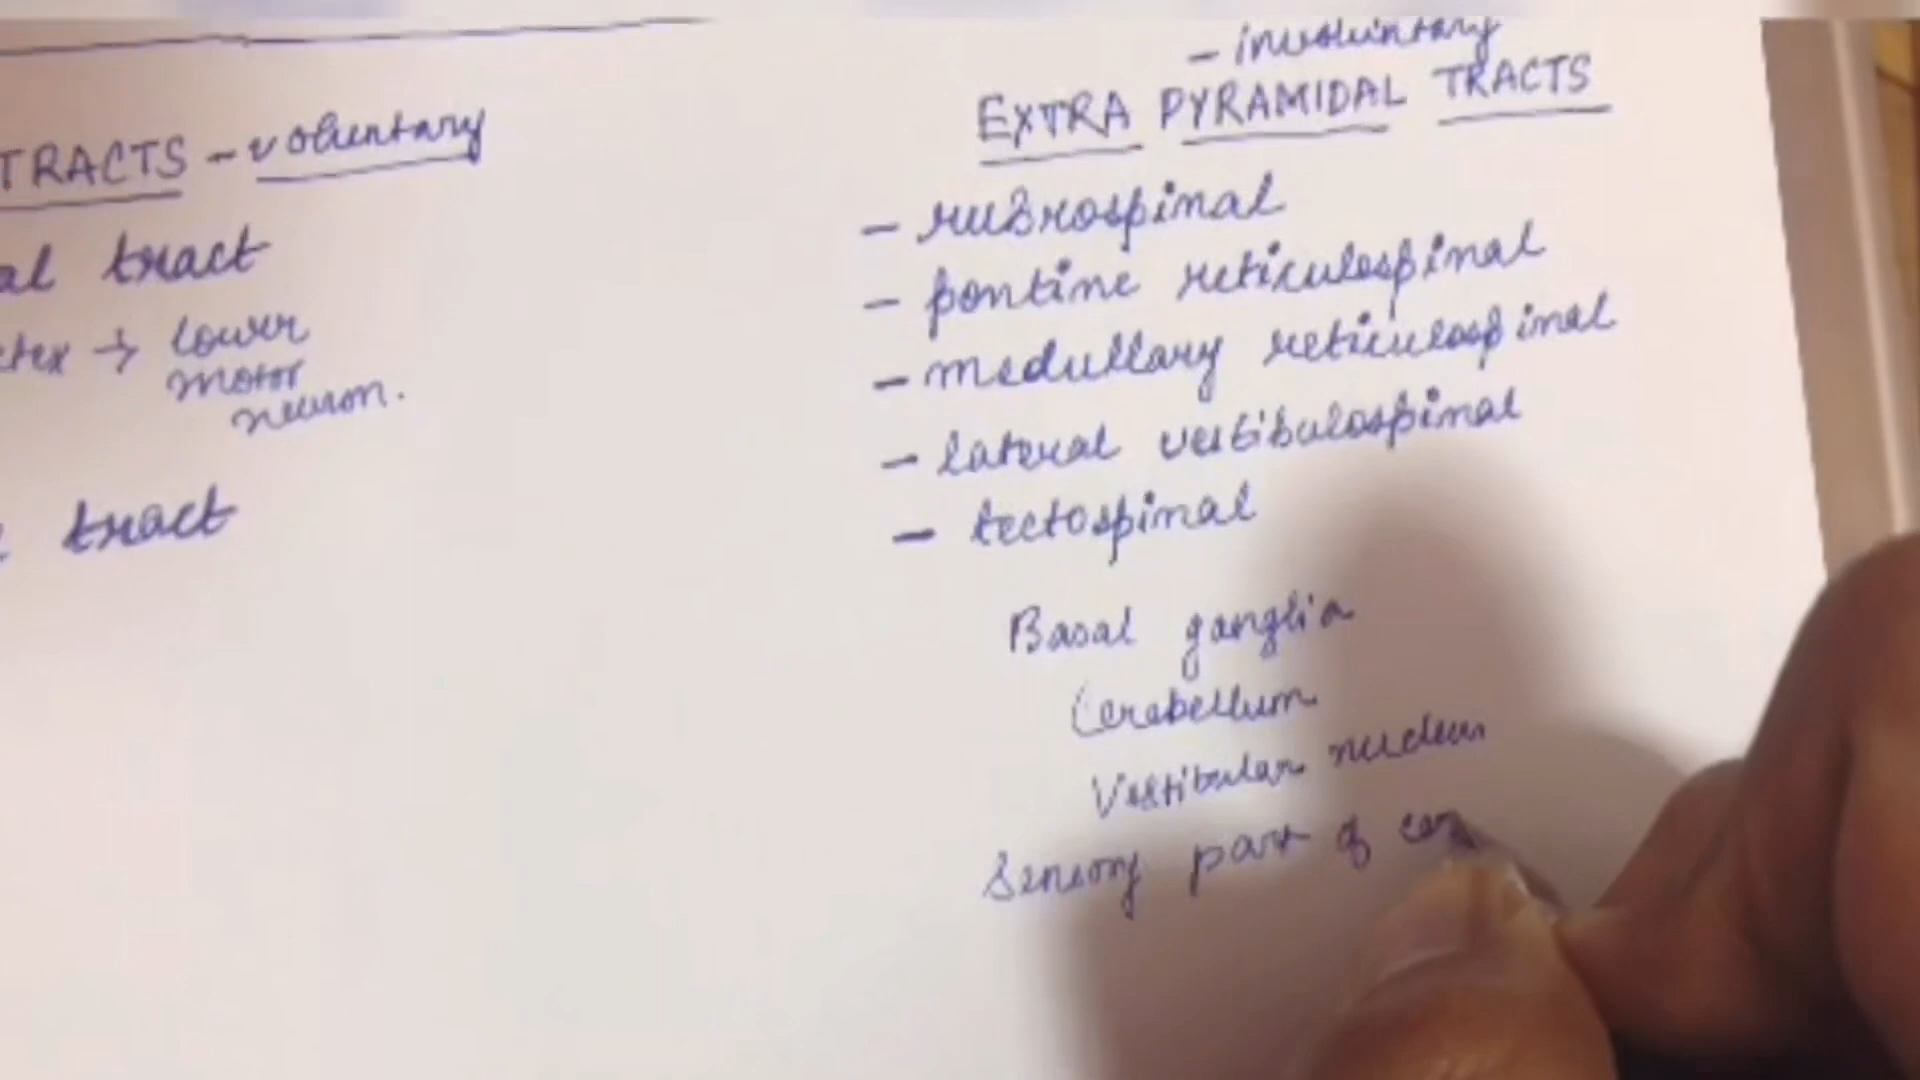 TRACTS - voluntary
al tract
rtex → lower
motor
neuron.
tract
- involuntary
EXTRA PYRAMIDAL TRACTS
- rubrospinal
- pontine reticulospinal
- medullary reticulospinal
- lateral vestibulospinal
- tectospinal
Basal ganglia
Cerebellum
Vestibular nucleus
Sensory part of cer